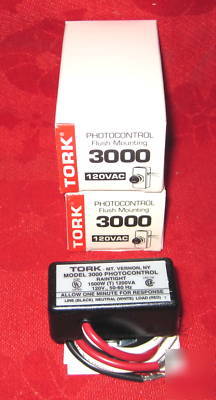 TORK
PHOTOCONTROL
Flush Mounting
3000
120VAC
TORK
PHOTOCONTROL
Flush Mounting
3000
120VAC
TORK - MT. VERNON, NY
MODEL 3000 PHOTOCONTROL
RAINTIGHT
1500W (T) 1200VA
120V., 50-60 Hz
ALLOW ONE MINUTE FOR RESPONSE
LINE (BLACK) NEUTRAL (WHITE) LOAD (RED)